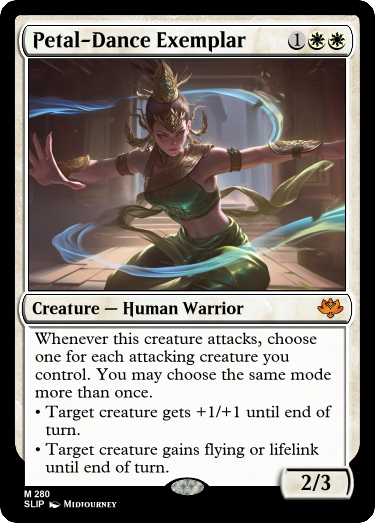 Petal-Dance Exemplar 1
Creature — Human Warrior
Whenever this creature attacks, choose
one for each attacking creature you
control. You may choose the same mode
more than once.
• Target creature gets +1/+1 until end of
turn.
• Target creature gains flying or lifelink
until end of turn.
2/3
M 280
SLIP Midjourney